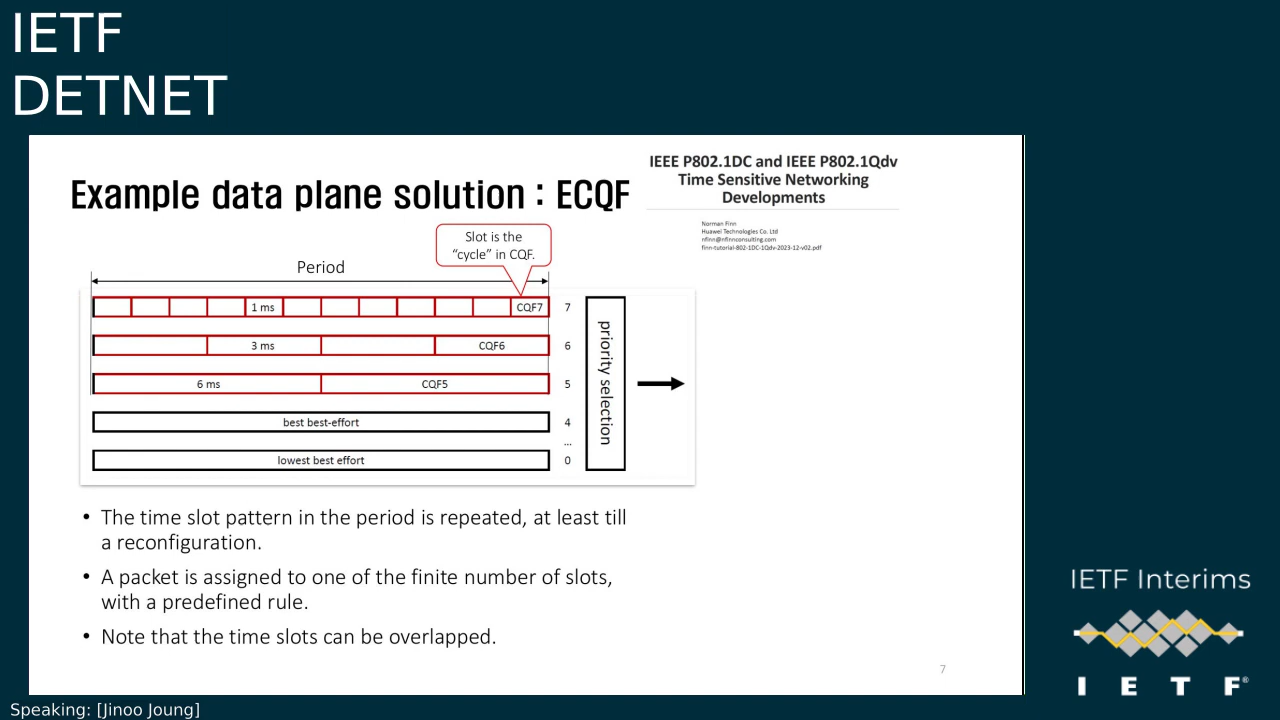 IETF
DETNET
Example data plane solution : ECQF
IEEE P802.1DC and IEEE P802.1Qdv
Time Sensitive Networking
Developments
Norman Finn
Huawei Technologies Co. Ltd
nfinn@nfinnconsulting.com
finn-tutorial-802-1DC-1Qdv-2023-12-v02.pdf
Slot is the
“cycle” in CQF.
Period
1 ms
CQF7
7
3 ms
CQF6
6
6 ms
CQF5
5
best best-effort
4
...
lowest best effort
0
priority selection
• The time slot pattern in the period is repeated, at least till
a reconfiguration.
• A packet is assigned to one of the finite number of slots,
with a predefined rule.
• Note that the time slots can be overlapped.
7
IETF Interims
I E T F®
Speaking: [Jinoo Joung]